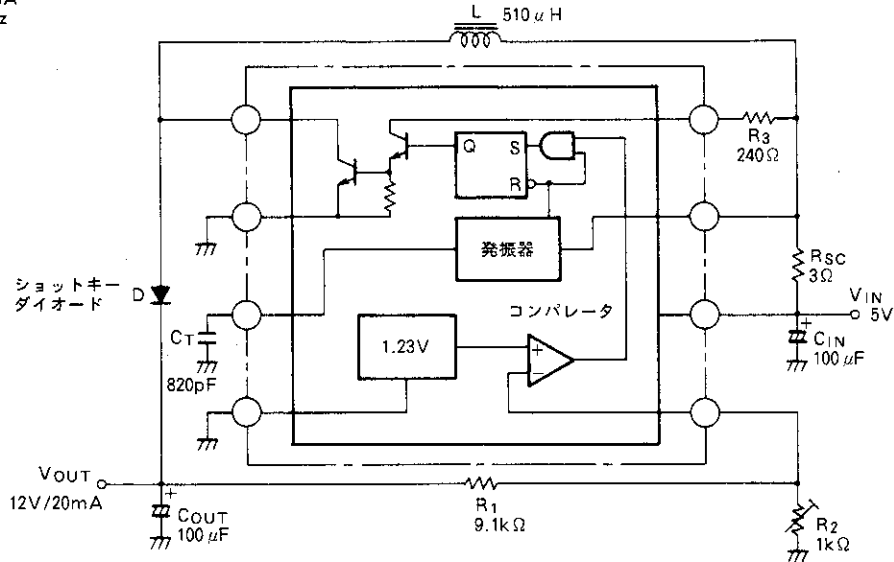 L 510μH
R3
240Ω
Q S
R
発振器
RSC
3Ω
ショットキー
ダイオード D
コンパレータ
VIN
5V
CT
820pF
1.23V
+
−
+
CIN
100μF
VOUT
12V/20mA
+
COUT
100μF
R1
9.1kΩ
R2
1kΩ